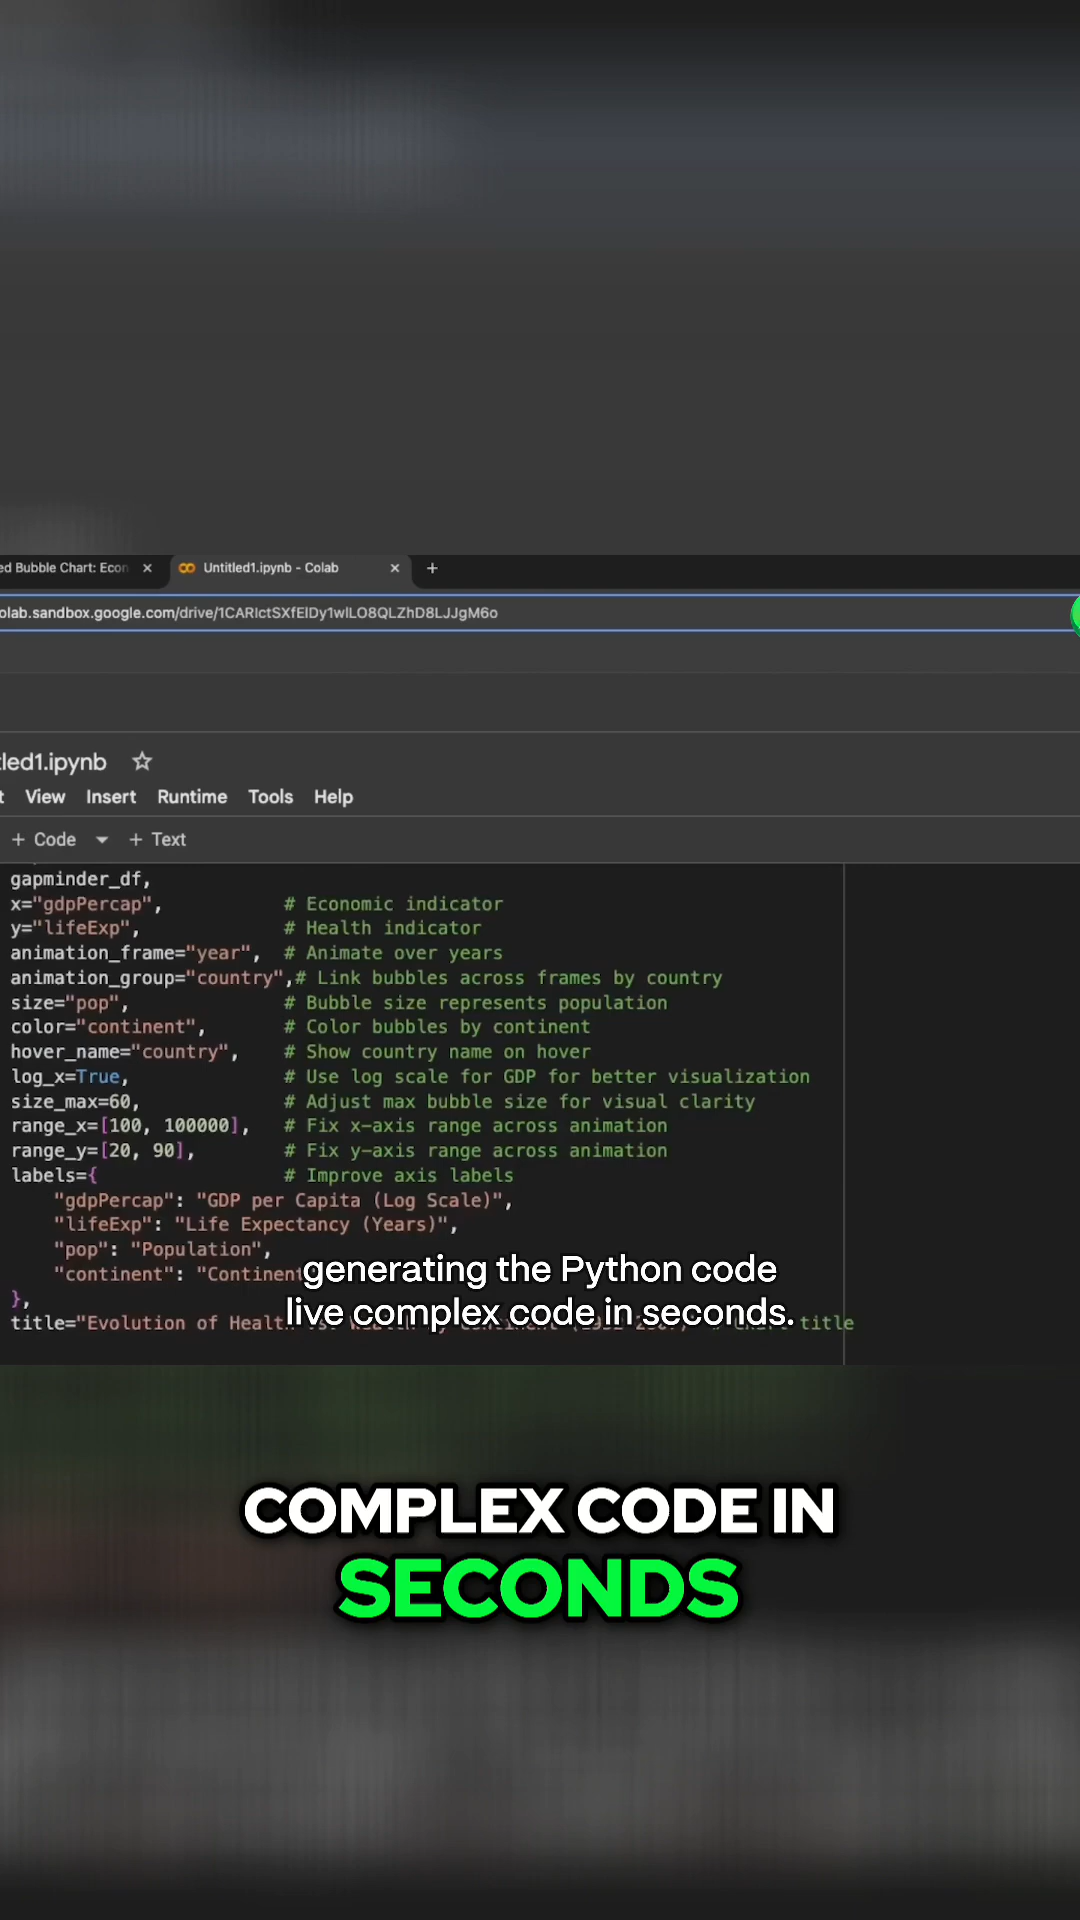 ed Bubble Chart: Econ
Untitled1.ipynb - Colab
olab.sandbox.google.com/drive/
tled1.ipynb
t View Insert Runtime Tools Help
+ Code + Text
gapminder_df,
x="gdpPercap", # Economic indicator
y="lifeExp", # Health indicator
animation_frame="year", # Animate over years
animation_group="country",# Link bubbles across frames by country
size="pop", # Bubble size represents population
color="continent", # Color bubbles by continent
hover_name="country", # Show country name on hover
log_x=True, # Use log scale for GDP for better visualization
size_max=60, # Adjust max bubble size for visual clarity
range_x=[100, 100000], # Fix x-axis range across animation
range_y=[20, 90], # Fix y-axis range across animation
labels={ # Improve axis labels
"gdpPercap": "GDP per Capita (Log Scale)",
"lifeExp": "Life Expectancy (Years)",
"pop": "Population",
"continent": "Continent
},
title="Evolution of Health title
generating the Python code
live complex code in seconds.
COMPLEX CODE IN
SECONDS